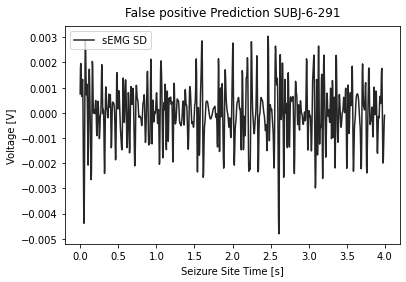 False positive Prediction SUBJ-6-291
sEMG SD
Voltage [V]
0.003
0.002
0.001
0.000
−0.001
−0.002
−0.003
−0.004
−0.005
0.0 0.5 1.0 1.5 2.0 2.5 3.0 3.5 4.0
Seizure Site Time [s]